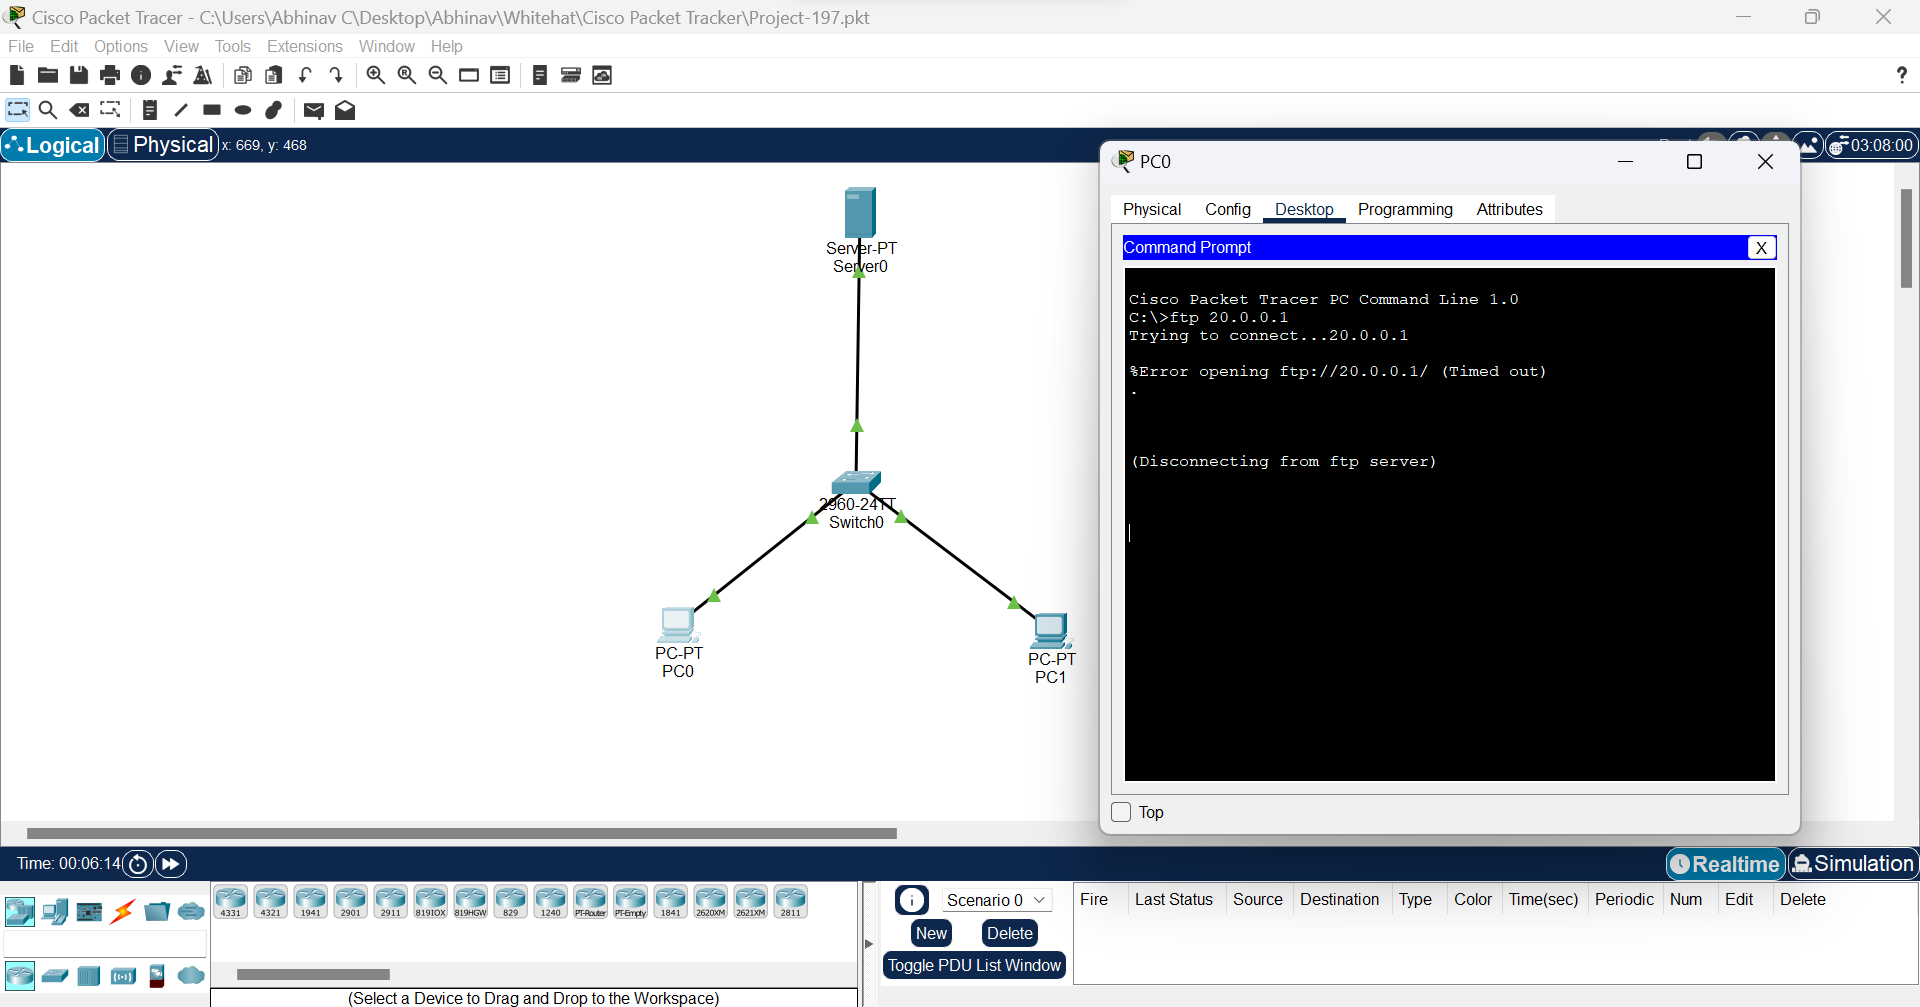 Cisco Packet Tracer - C:\Users\Abhinav C\Desktop\Abhinav\Whitehat\Cisco Packet Tracker\Project-197.pkt
File Edit Options View Tools Extensions Window Help
?
Logical Physical x: 669, y: 468
03:08:00
Server-PT
Server0
2960-24TT
Switch0
PC-PT
PC0
PC-PT
PC1
PC0
Physical Config Desktop Programming Attributes
Command Prompt X
Cisco Packet Tracer PC Command Line 1.0
C:\>ftp 20.0.0.1
Trying to connect...20.0.0.1
%Error opening ftp://20.0.0.1/ (Timed out)
.
(Disconnecting from ftp server)
Top
Time: 00:06:14
Realtime Simulation
4331 4321 1941 2901 2911 819IOX 819HGW 829 1240 PT-Router PT-Empty 1841 2620XM 2621XM 2811
(Select a Device to Drag and Drop to the Workspace)
Scenario 0
New Delete
Toggle PDU List Window
Fire Last Status Source Destination Type Color Time(sec) Periodic Num Edit Delete